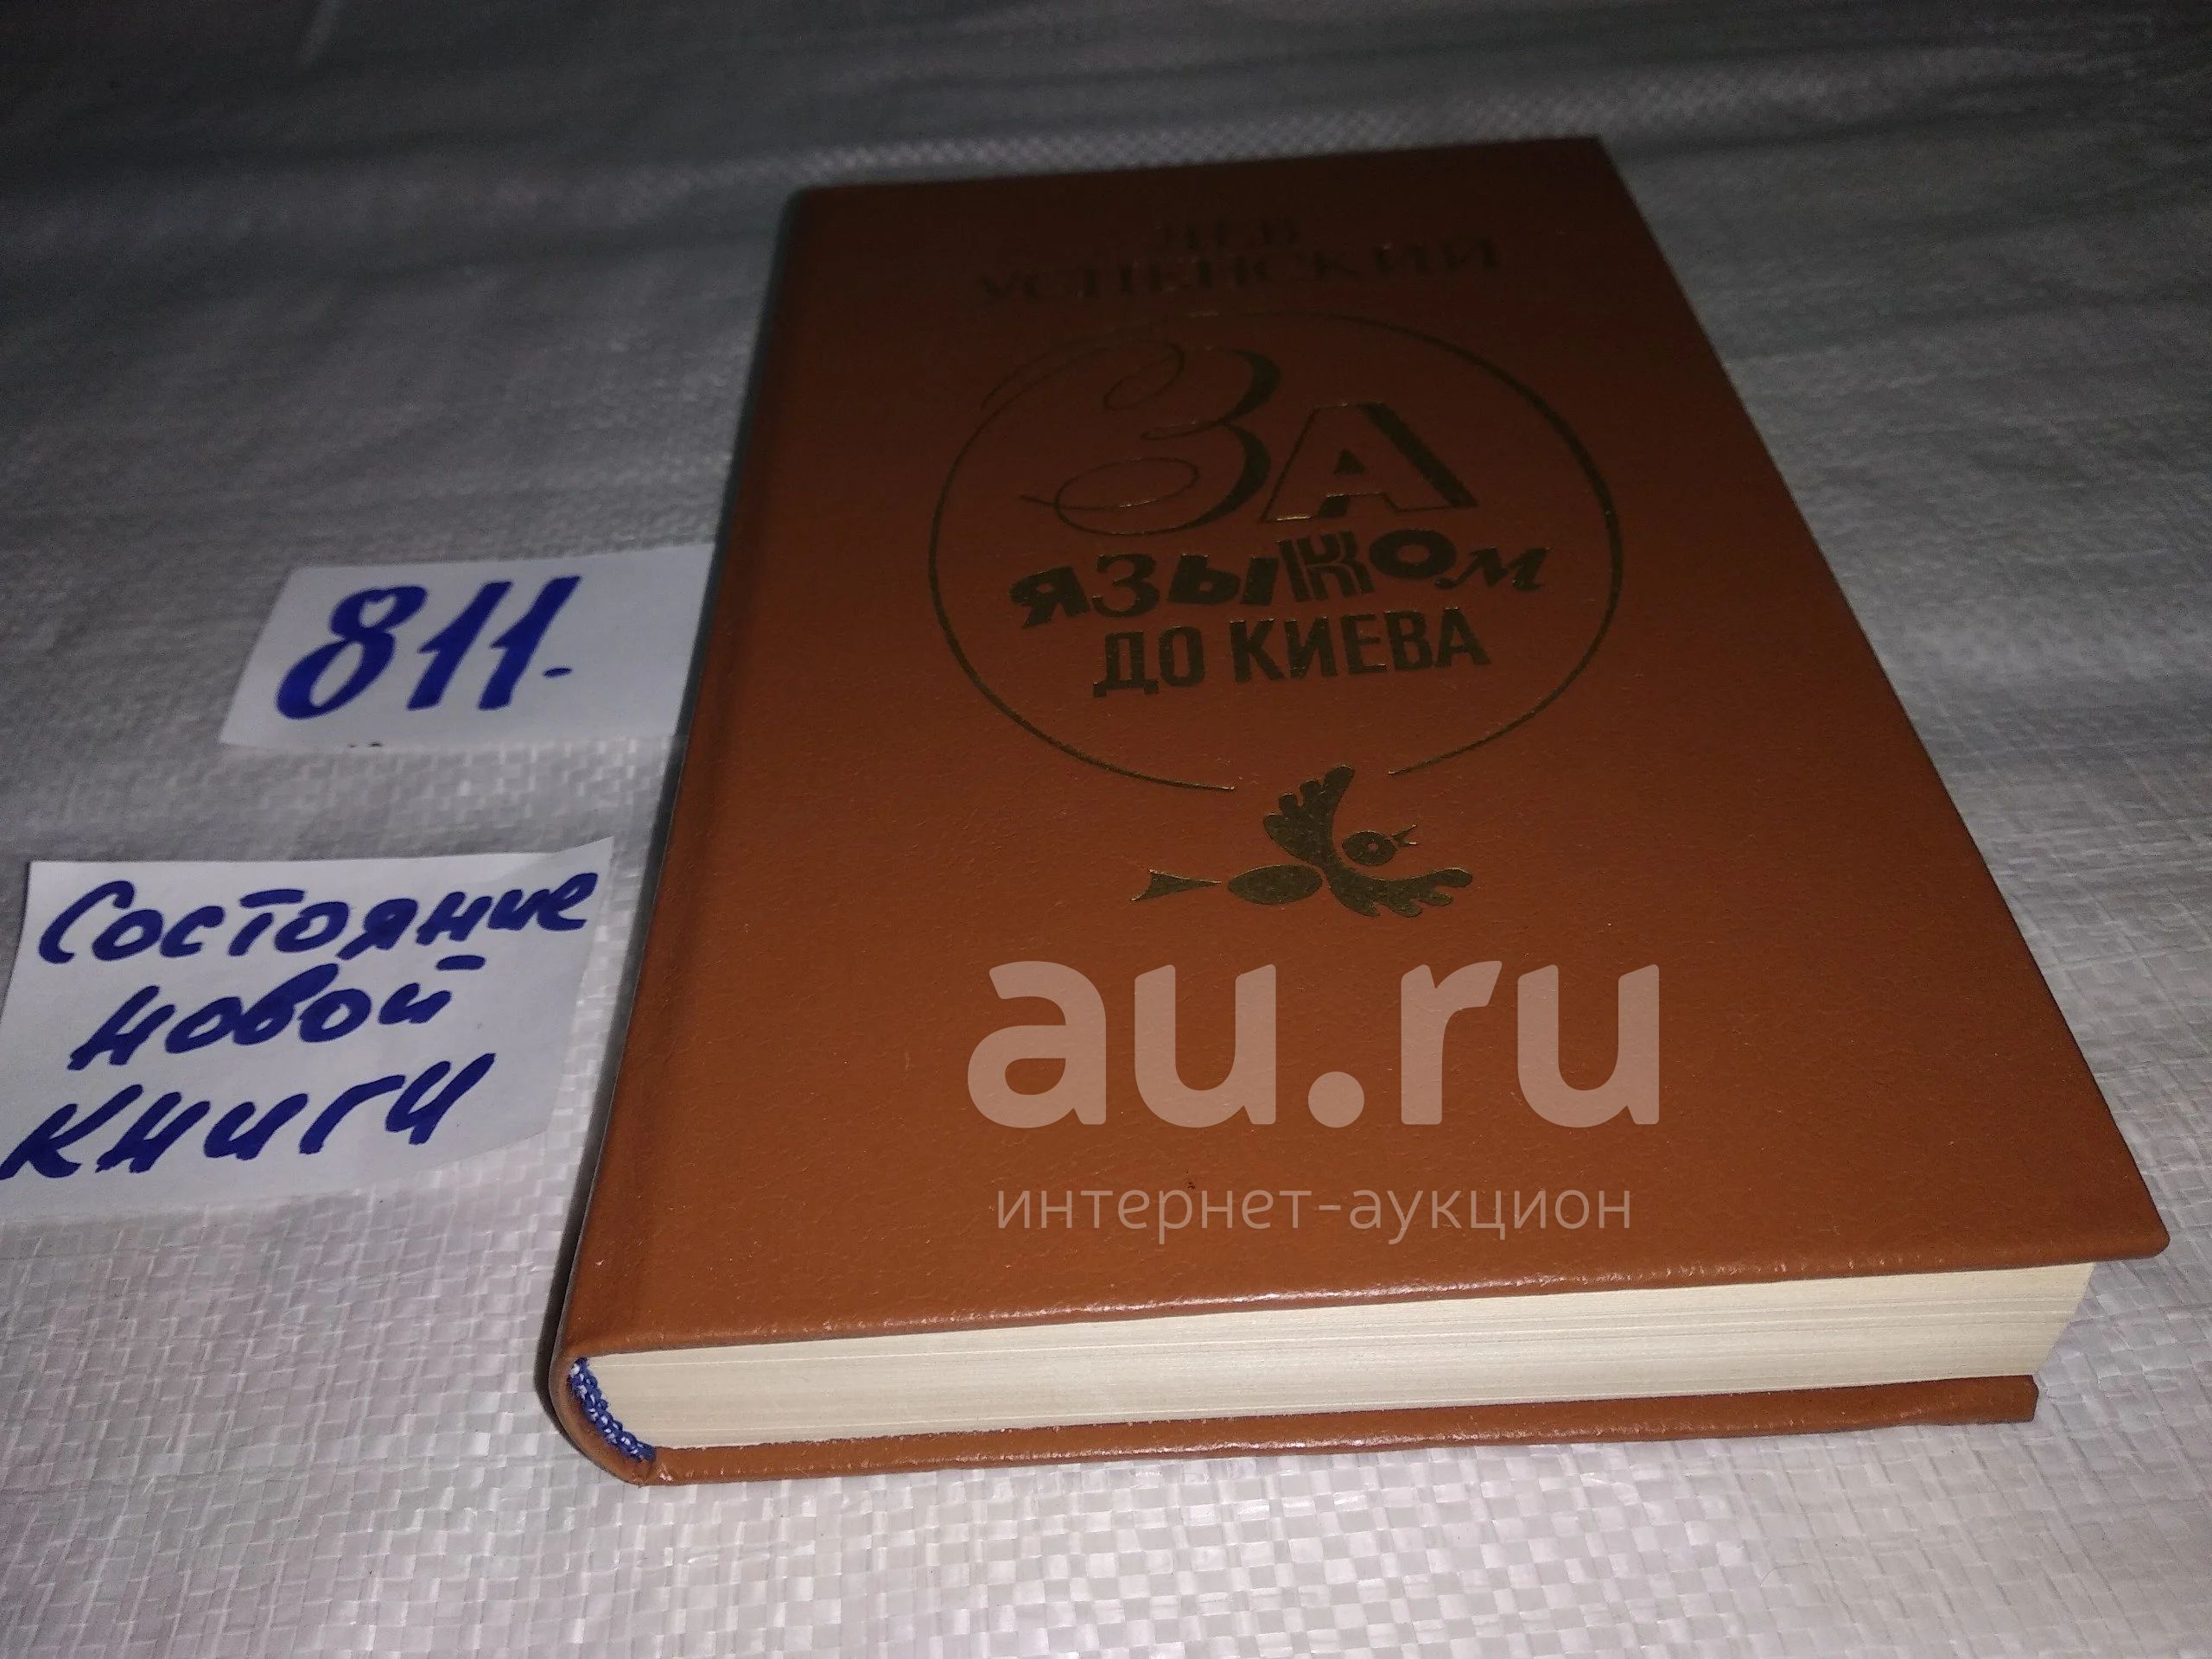 ЛЕВ
УСПЕНСКИЙ
ЗА
ЯЗЫКОМ
ДО КИЕВА
811.
Состояние
новой
книги
au.ru
интернет-аукцион